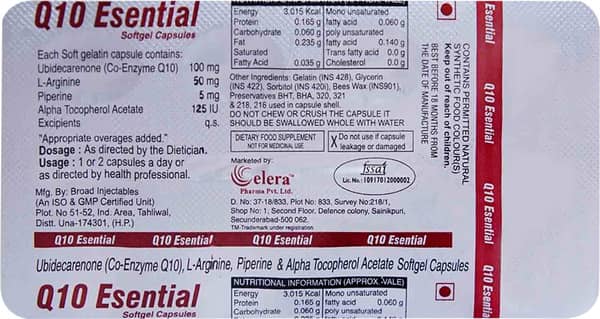 Q10 Esential
Softgel Capsules
Each Soft gelatin capsule contains:
Ubidecarenone (Co-Enzyme Q10) 100 mg
L-Arginine 50 mg
Piperine 5 mg
Alpha Tocopherol Acetate 125 IU
Excipients q.s.
"Appropriate overages added."
Dosage : As directed by the Dietician.
Usage : 1 or 2 capsules a day or
as directed by health professional.
Mfg. By: Broad Injectables
(An ISO & GMP Certified Unit)
Plot. No 51-52, Ind. Area, Tahliwal,
Distt. Una-174301, (H.P.)
Energy 3.015 Kcal Mono unsaturated
Protein 0.165 g fatty acid 0.060 g
Carbohydrate 0.060 g poly unsaturated
Fat 0.235 g fatty acid 0.140 g
Saturated Trans fatty acid 0.0 g
Fatty Acid 0.035 g Cholesterol 0.0 g
Other Ingredients: Gelatin (INS 428), Glycerin
(INS 422), Sorbitol (INS 420i), Bees Wax (INS901),
Preservatives BHT, BHA, 320, 321
& 218, 216 used in capsule shell.
DO NOT CHEW OR CRUSH THE CAPSULE IT
SHOULD BE SWALLOWED WHOLE WITH WATER
DIETARY FOOD SUPPLEMENT
NOT FOR MEDICINAL USE
X Do not use if capsule
leakage or damaged
Marketed by:
Celera™
Pharma Pvt. Ltd.
fssai
Lic. No.: 10917012000002
D. No: 37-18/833, Plot No: 833, Survey No:218/1,
Shop No: 1, Second Floor, Defence colony, Sainikpuri,
Secunderabad-500 062.
TM-Trademark under registration
CONTAINS PERMITTED NATURAL
SYNTHETIC FOOD COLOUR(S)
Keep out of reach of children.
BEST BEFORE 18 MONTHS FROM
THE DATE OF MANUFACTURE
Esential
Q10 Esential
Q10 Esential
Q10 Esential Q10 Esential Q10 Esential Q10 Esential
Ubidecarenone (Co-Enzyme Q10), L-Arginine, Piperine & Alpha Tocopherol Acetate Softgel Capsules
Q10 Esential
Softgel Capsules
NUTRITIONAL INFORMATION (APPROX. VALE)
Energy 3.015 Kcal Mono unsaturated
Protein 0.165 g fatty acid 0.060 g
Carbohydrate 0.060 g poly unsaturated